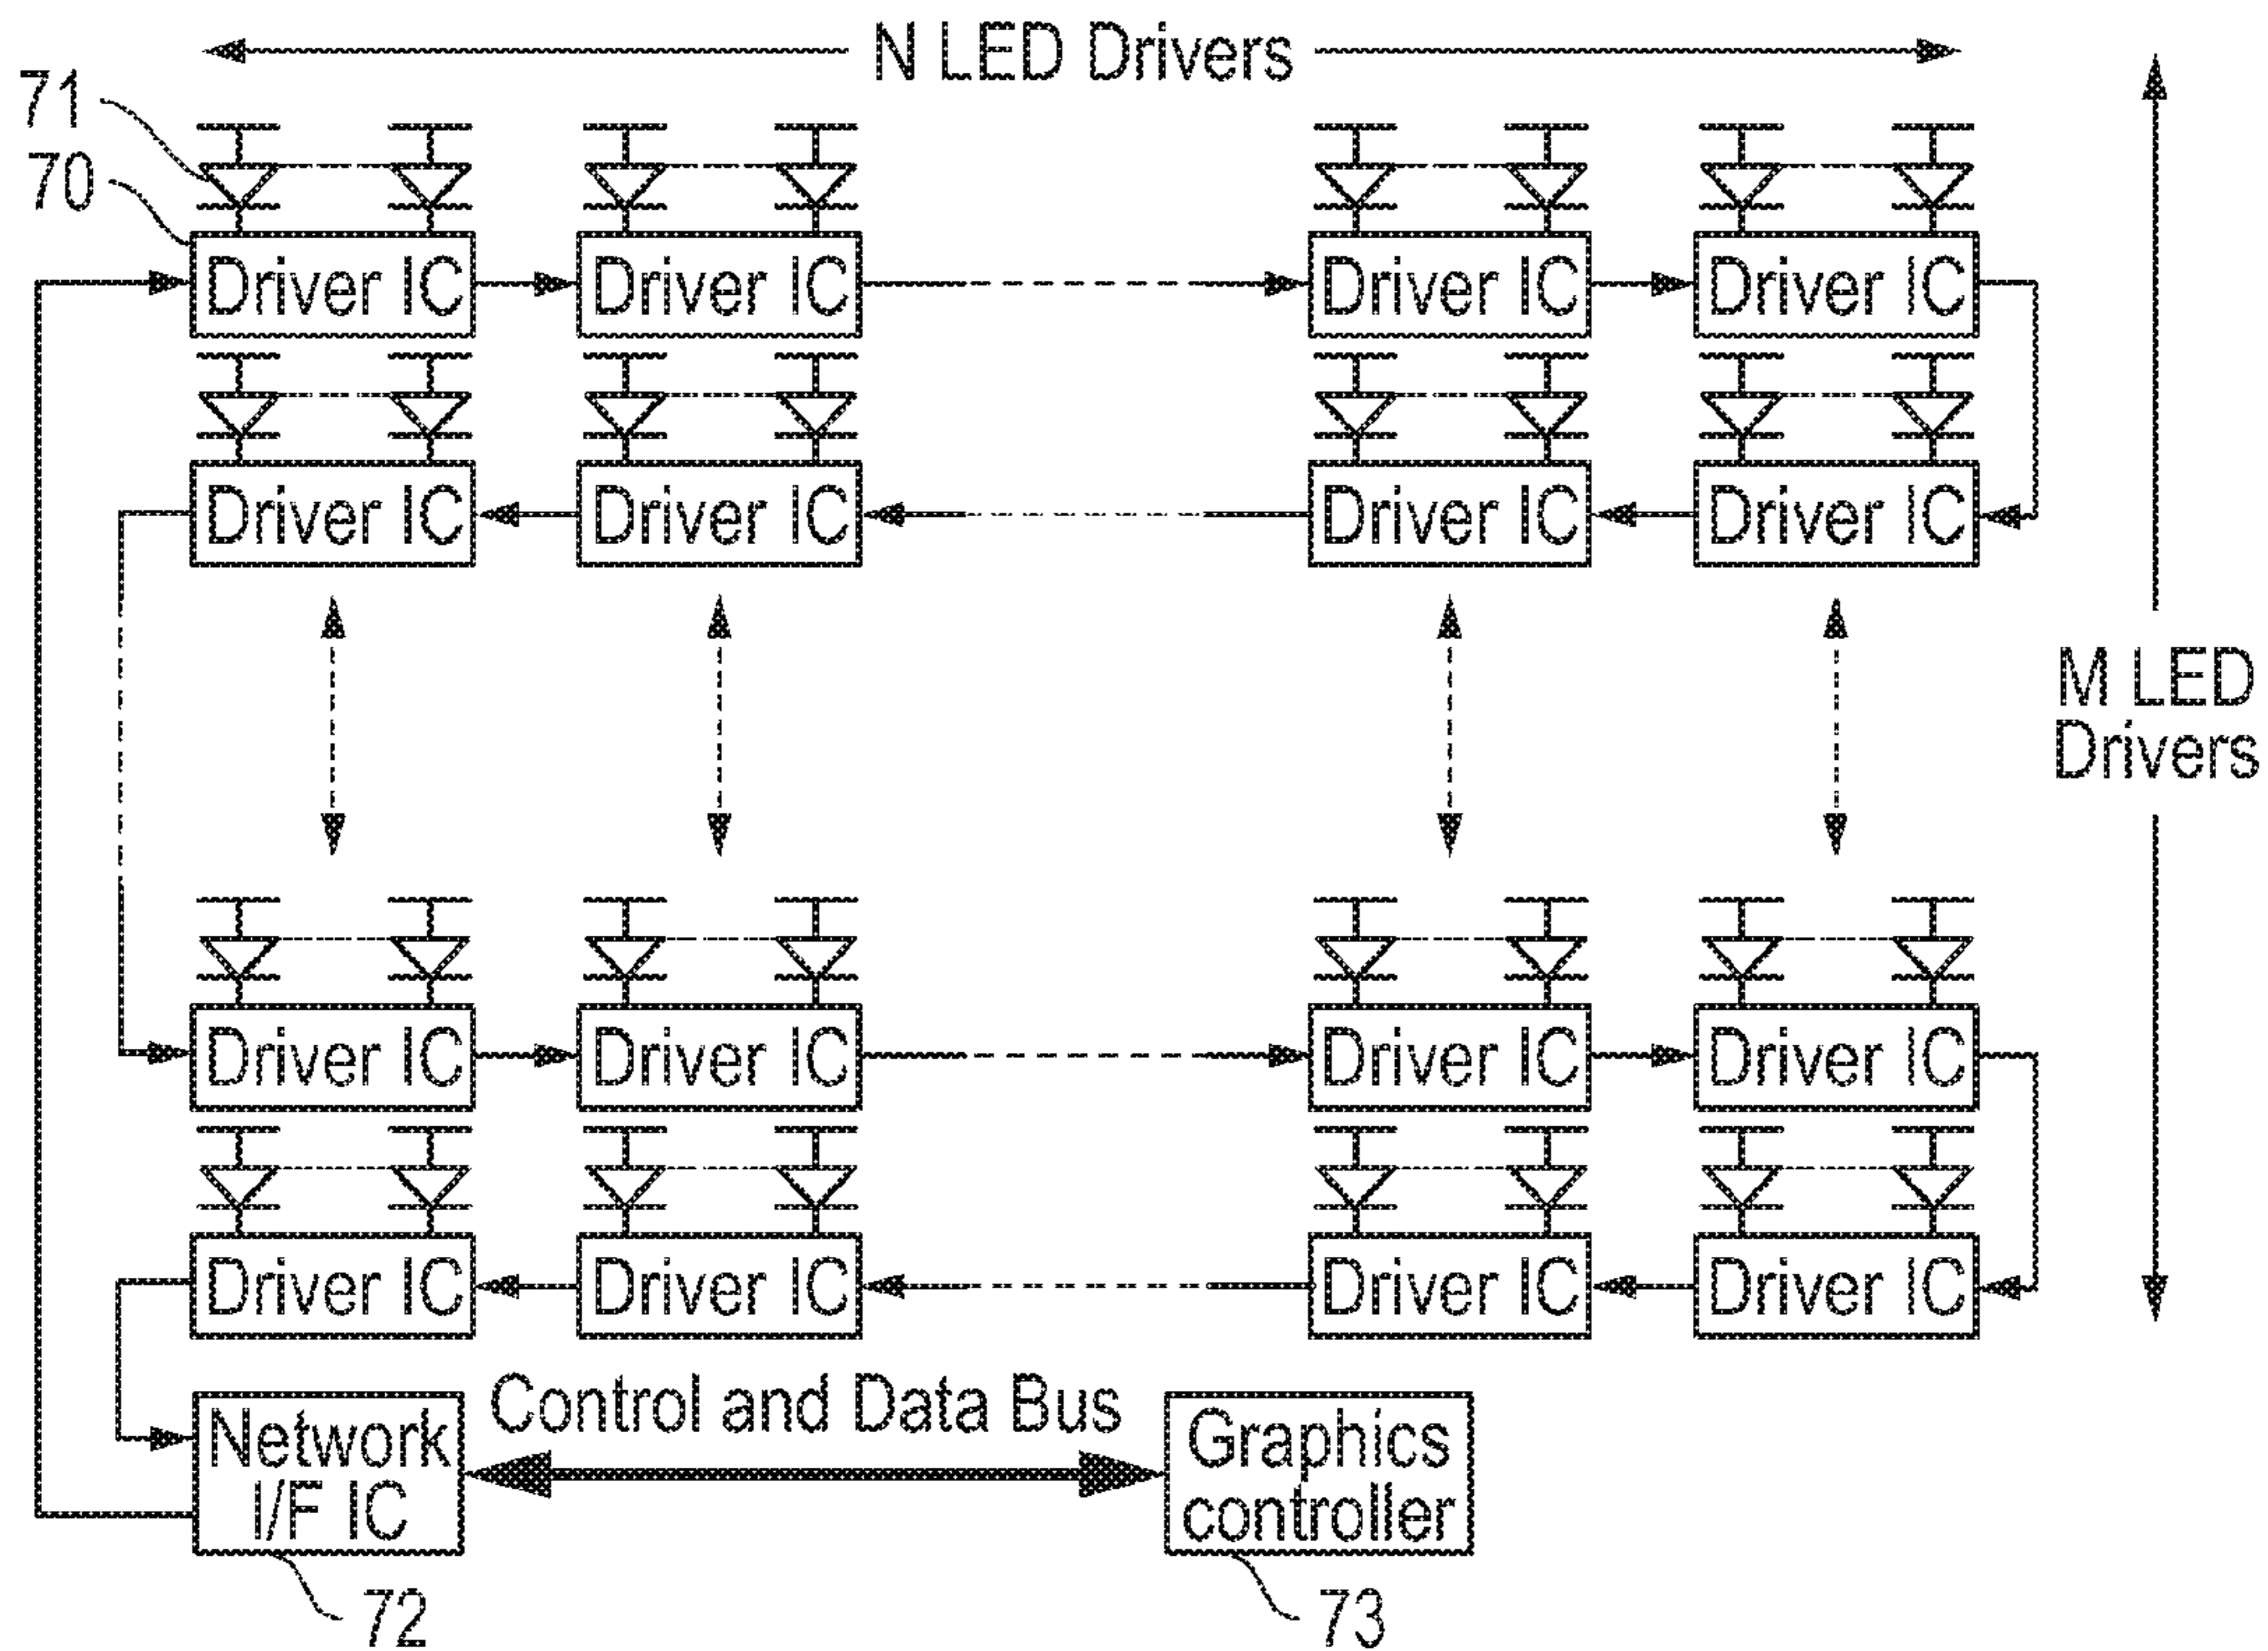 N LED Drivers
71
70
Driver IC Driver IC Driver IC Driver IC
Driver IC Driver IC Driver IC Driver IC
M LED
Drivers
Driver IC Driver IC Driver IC Driver IC
Driver IC Driver IC Driver IC Driver IC
Control and Data Bus
Network
I/F IC
Graphics
controller
72
73